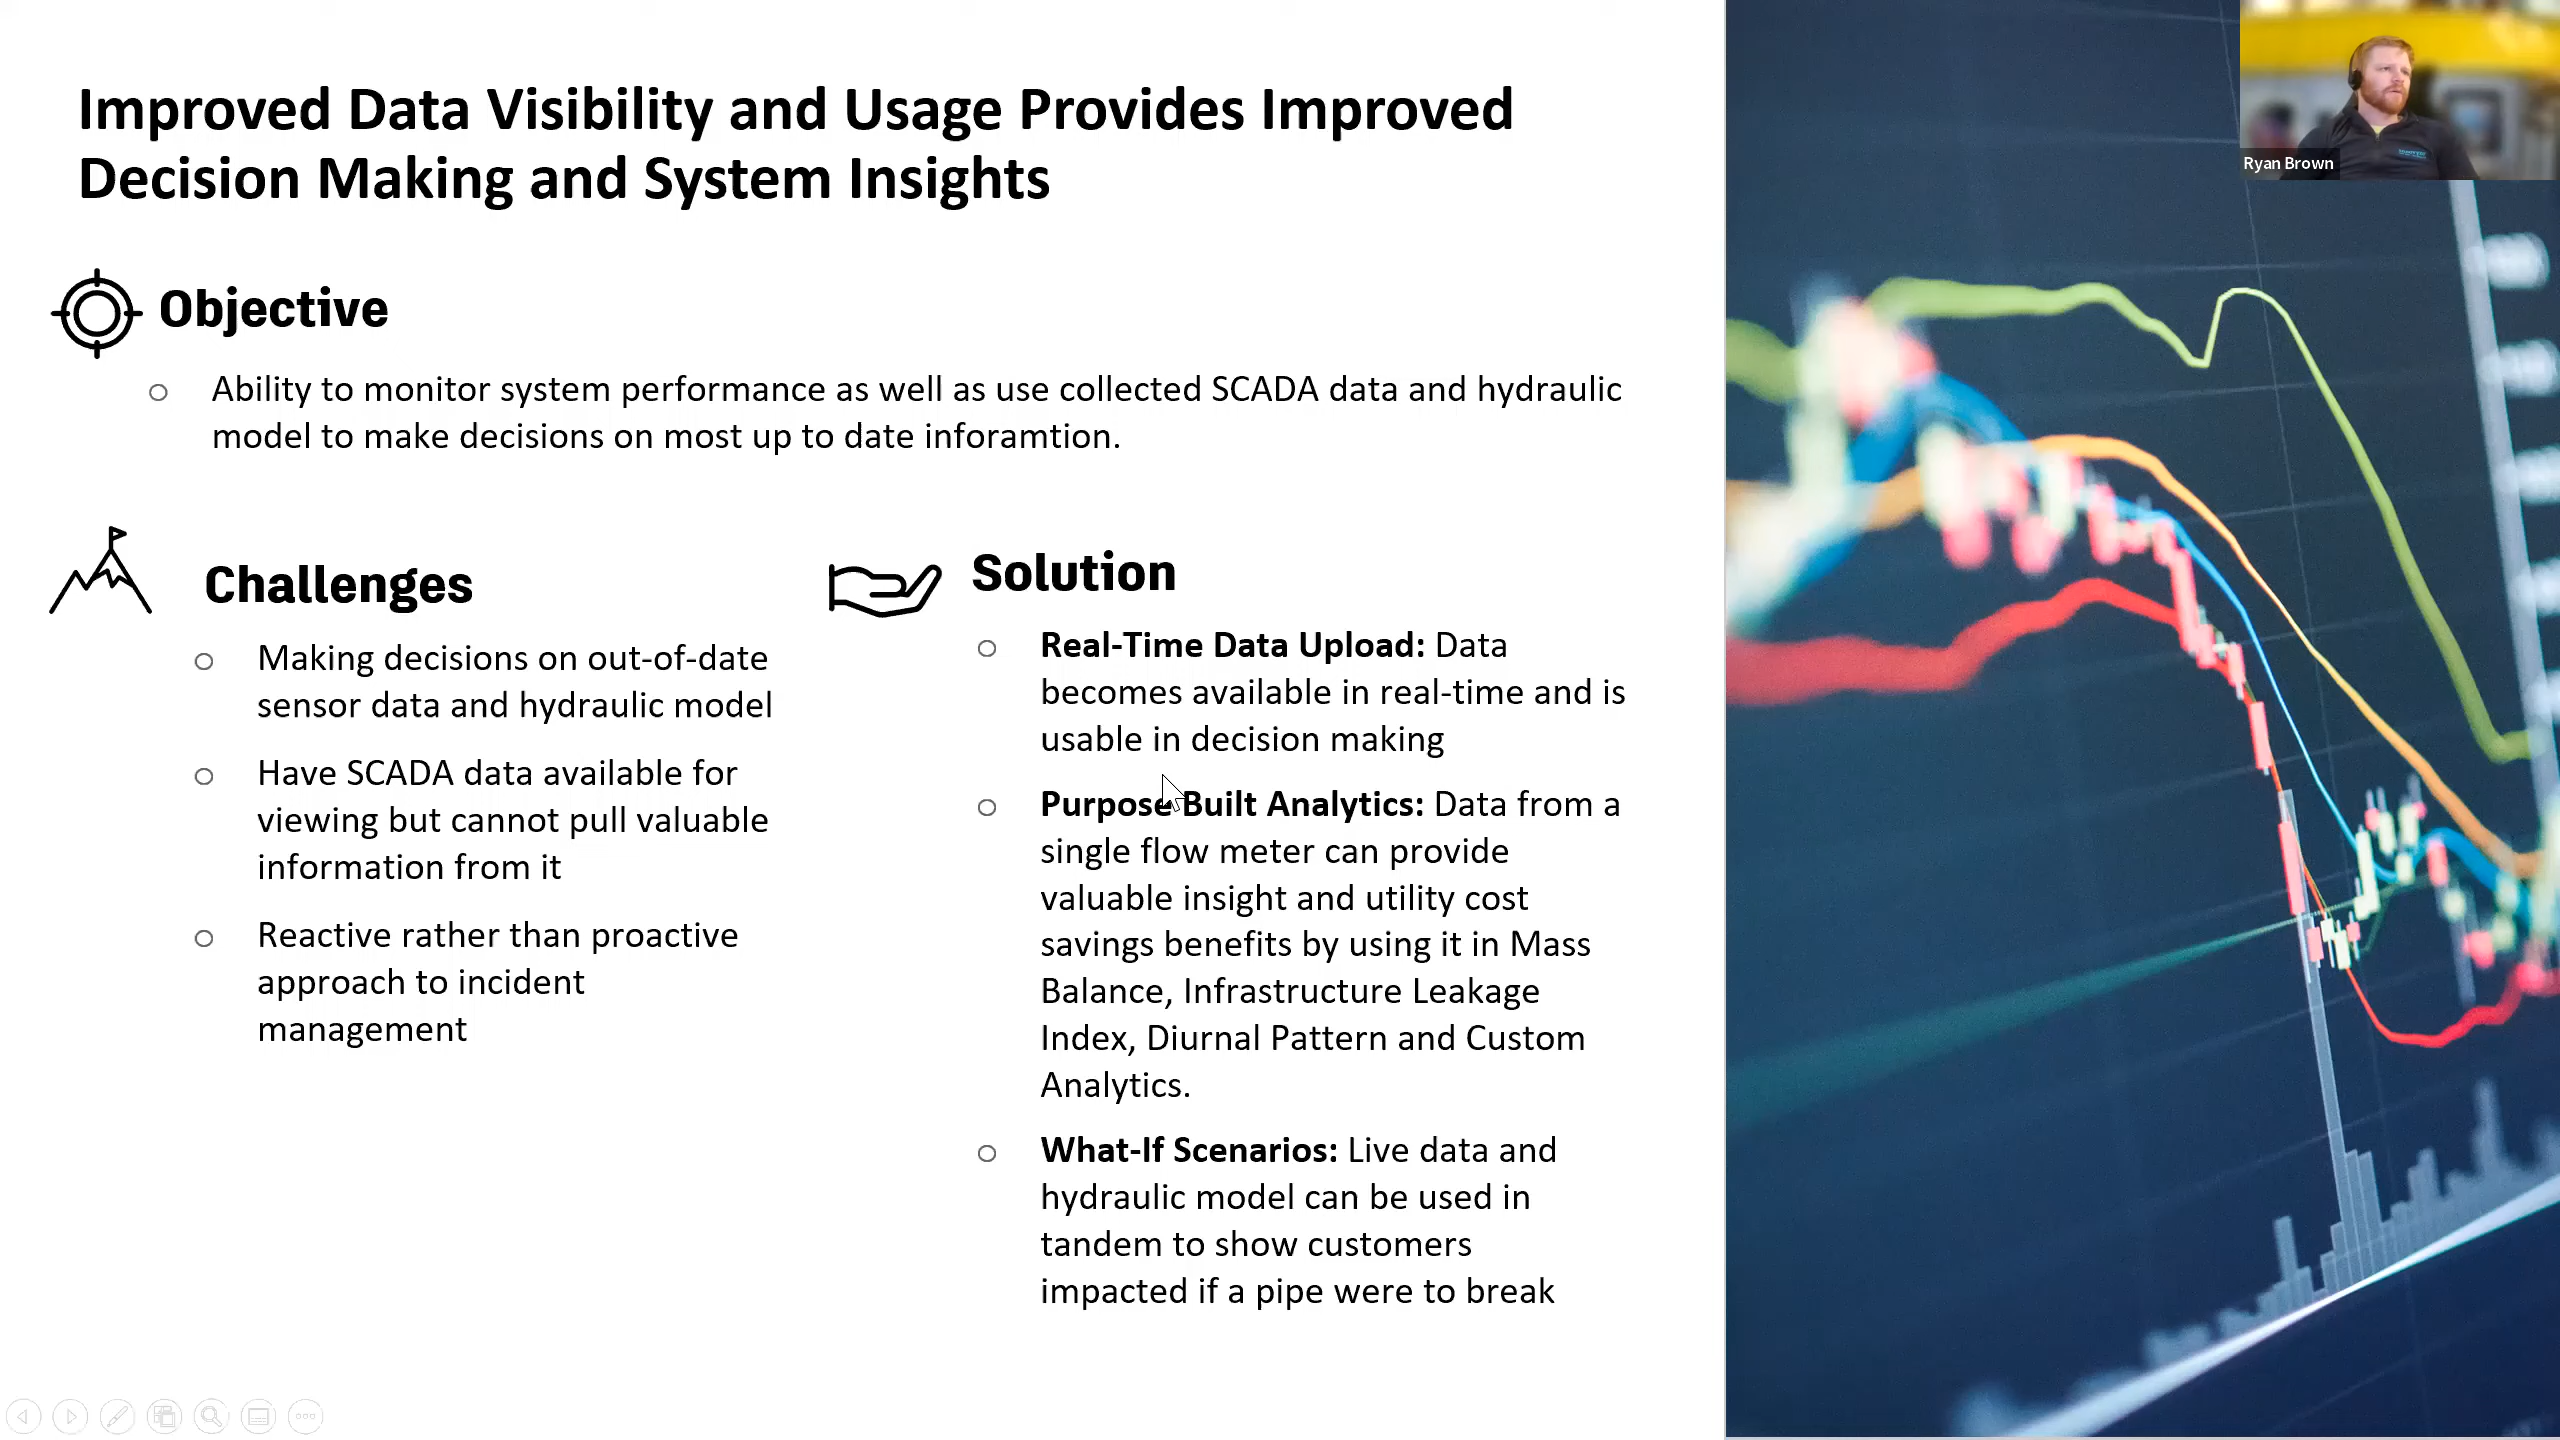 Improved Data Visibility and Usage Provides Improved
Decision Making and System Insights
Ryan Brown
Objective
Ability to monitor system performance as well as use collected SCADA data and hydraulic
model to make decisions on most up to date inforamtion.
Challenges
Making decisions on out-of-date
sensor data and hydraulic model
Have SCADA data available for
viewing but cannot pull valuable
information from it
Reactive rather than proactive
approach to incident
management
Solution
Real-Time Data Upload: Data
becomes available in real-time and is
usable in decision making
Purpose Built Analytics: Data from a
single flow meter can provide
valuable insight and utility cost
savings benefits by using it in Mass
Balance, Infrastructure Leakage
Index, Diurnal Pattern and Custom
Analytics.
What-If Scenarios: Live data and
hydraulic model can be used in
tandem to show customers
impacted if a pipe were to break